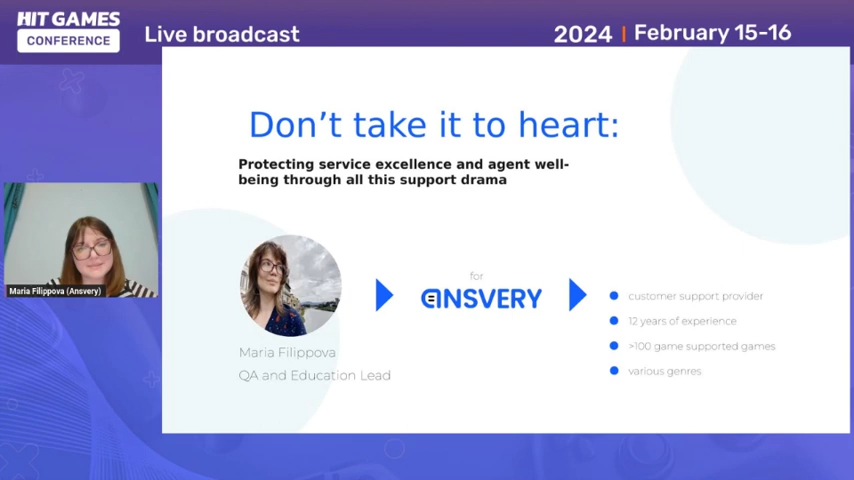 HIT GAMES
CONFERENCE
Live broadcast
2024 | February 15-16
Don't take it to heart:
Protecting service excellence and agent well-
being through all this support drama
Maria Filippova (Ansvery)
for
ANSVERY
customer support provider
12 years of experience
>100 game supported games
various genres
Maria Filippova
QA and Education Lead